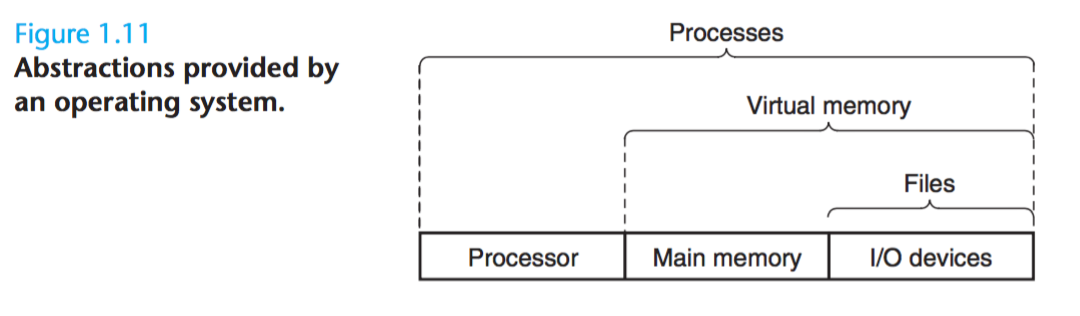 Figure 1.11
Abstractions provided by
an operating system.
Processes
Virtual memory
Files
Processor
Main memory
I/O devices